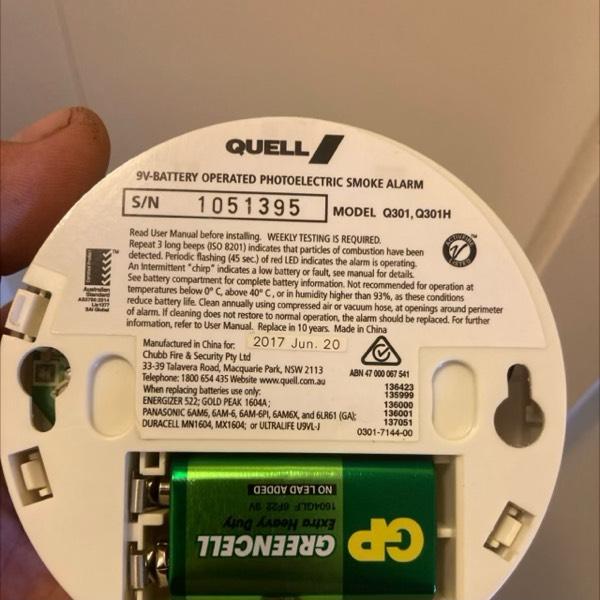 QUELL
9V-BATTERY OPERATED PHOTOELECTRIC SMOKE ALARM
S/N 1051395 MODEL Q301, Q301H
Read User Manual before installing. WEEKLY TESTING IS REQUIRED.
Repeat 3 long beeps (ISO 8201) indicates that particles of combustion have been
detected. Periodic flashing (45 sec.) of red LED indicates the alarm is operating.
An Intermittent "chirp" indicates a low battery or fault, see manual for details.
See battery compartment for complete battery information. Not recommended for operation at
temperatures below 0° C, above 40° C, or in humidity higher than 93%, as these conditions
reduce battery life. Clean annually using compressed air or vacuum hose, at openings around perimeter
of alarm. If cleaning does not restore to normal operation, the alarm should be replaced. For further
information, refer to User Manual. Replace in 10 years. Made in China
Australian
Standard
AS3786:2014
SAI Global
Manufactured in China for: 2017 Jun. 20
Chubb Fire & Security Pty Ltd
33-39 Talavera Road, Macquarie Park, NSW 2113
Telephone: 1800 654 435 Website www.quell.com.au
When replacing batteries use only:
ENERGIZER 522; GOLD PEAK 1604A;
PANASONIC 6AM6, 6AM-6, 6AM-6PI, 6AM6X, and 6LR61 (GA);
DURACELL MN1604, MX1604; or ULTRALIFE U9VL-J
ABN 47 000 067 541
136423
135999
136000
136001
137051
0301-7144-00
GP GREENCELL
Extra Heavy Duty
1604GLF 6F22 9V
NO LEAD ADDED